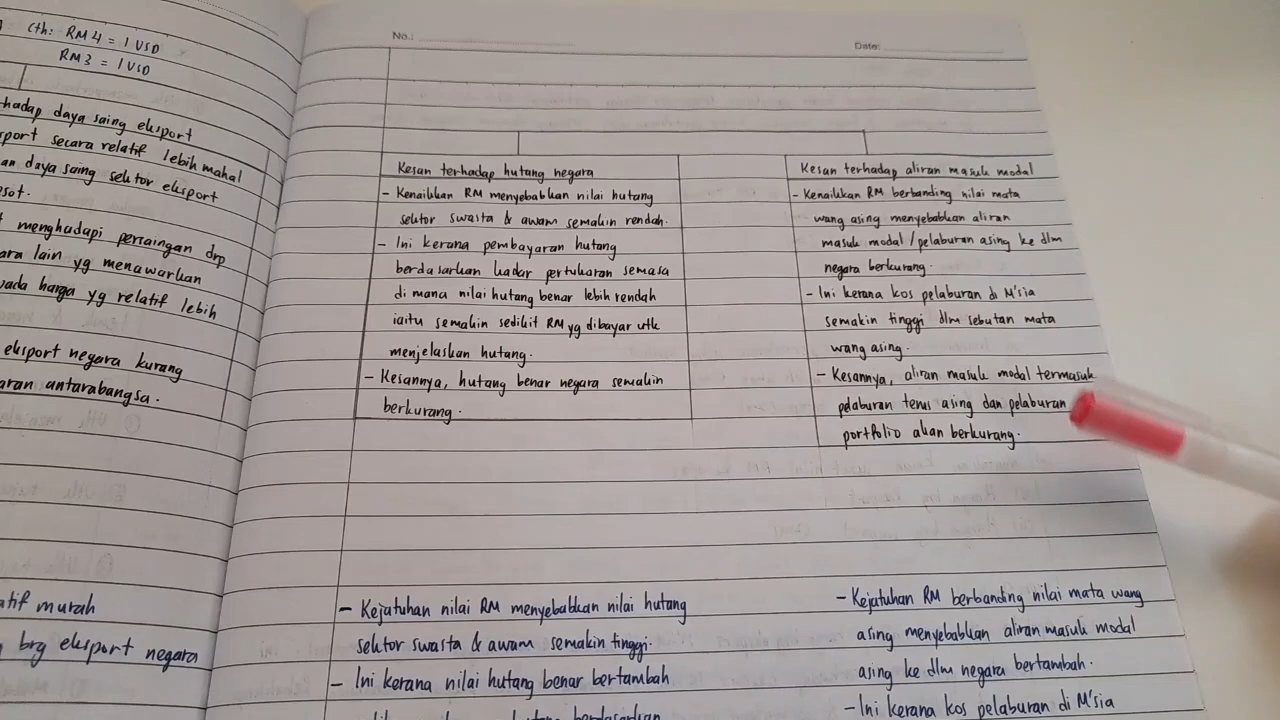 Cth: RM 4 = 1 USD
RM 3 = 1 USD
hadap daya saing eksport
sport secara relatif lebih mahal
an daya saing sektor eksport
sot.
menghadapi persaingan drp
ara lain yg menawarkan
pada harga yg relatif lebih
eksport negara kurang
aran antarabangsa.
atif murah
brg eksport negara
No.:
Date:
Kesan terhadap hutang negara
- Kenaikkan RM menyebabkan nilai hutang
sektor swasta & awam semakin rendah.
- Ini kerana pembayaran hutang
berdasarkan kadar pertukaran semasa
di mana nilai hutang benar lebih rendah
iaitu semakin sedikit RM yg dibayar utk
menjelaskan hutang.
- Kesannya, hutang benar negara semakin
berkurang.
Kesan terhadap aliran masuk modal
- Kenaikkan RM berbanding nilai mata
wang asing menyebabkan aliran
masuk modal / pelaburan asing ke dlm
negara berkurang.
- Ini kerana kos pelaburan di M'sia
semakin tinggi dlm sebutan mata
wang asing.
- Kesannya, aliran masuk modal termasuk
pelaburan terus asing dan pelaburan
portfolio akan berkurang.
- Kejatuhan nilai RM menyebabkan nilai hutang
sektor swasta & awam semakin tinggi.
- Ini kerana nilai hutang benar bertambah
hutang berdasarkan
- Kejatuhan RM berbanding nilai mata wang
asing menyebabkan aliran masuk modal
asing ke dlm negara bertambah.
- Ini kerana kos pelaburan di M'sia